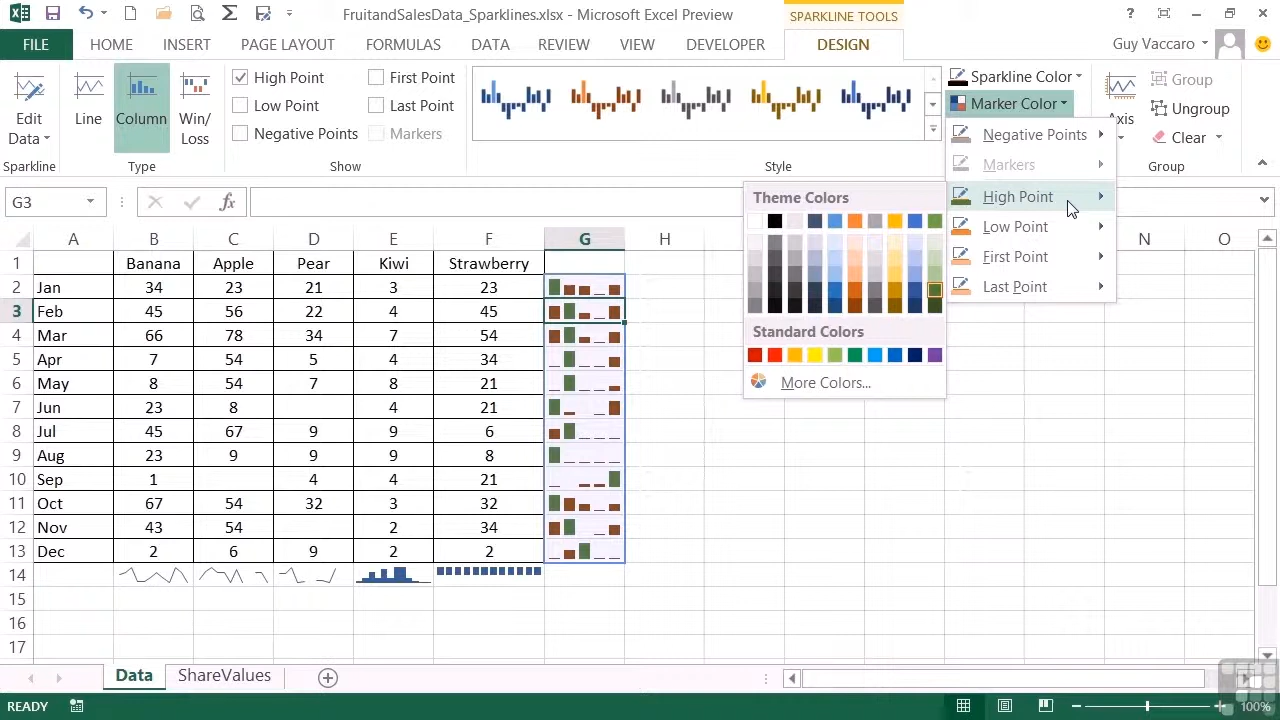 FruitandSalesData_Sparklines.xlsx - Microsoft Excel Preview
SPARKLINE TOOLS
?
FILE HOME INSERT PAGE LAYOUT FORMULAS DATA REVIEW VIEW DEVELOPER DESIGN Guy Vaccaro
Edit Data
Line
Column
Win/ Loss
High Point First Point
Low Point Last Point
Negative Points Markers
Sparkline Color
Marker Color
Axis
Group
Ungroup
Clear
Sparkline Type Show Style Group
Negative Points
Markers
High Point
Low Point
First Point
Last Point
Theme Colors
Standard Colors
More Colors...
G3 fx
A B C D E F G H N O
1 Banana Apple Pear Kiwi Strawberry
2 Jan 34 23 21 3 23
3 Feb 45 56 22 4 45
4 Mar 66 78 34 7 54
5 Apr 7 54 5 4 34
6 May 8 54 7 8 21
7 Jun 23 8 4 21
8 Jul 45 67 9 9 6
9 Aug 23 9 9 9 8
10 Sep 1 4 4 21
11 Oct 67 54 32 3 32
12 Nov 43 54 2 34
13 Dec 2 6 9 2 2
14
15
16
17
Data ShareValues
READY 100%